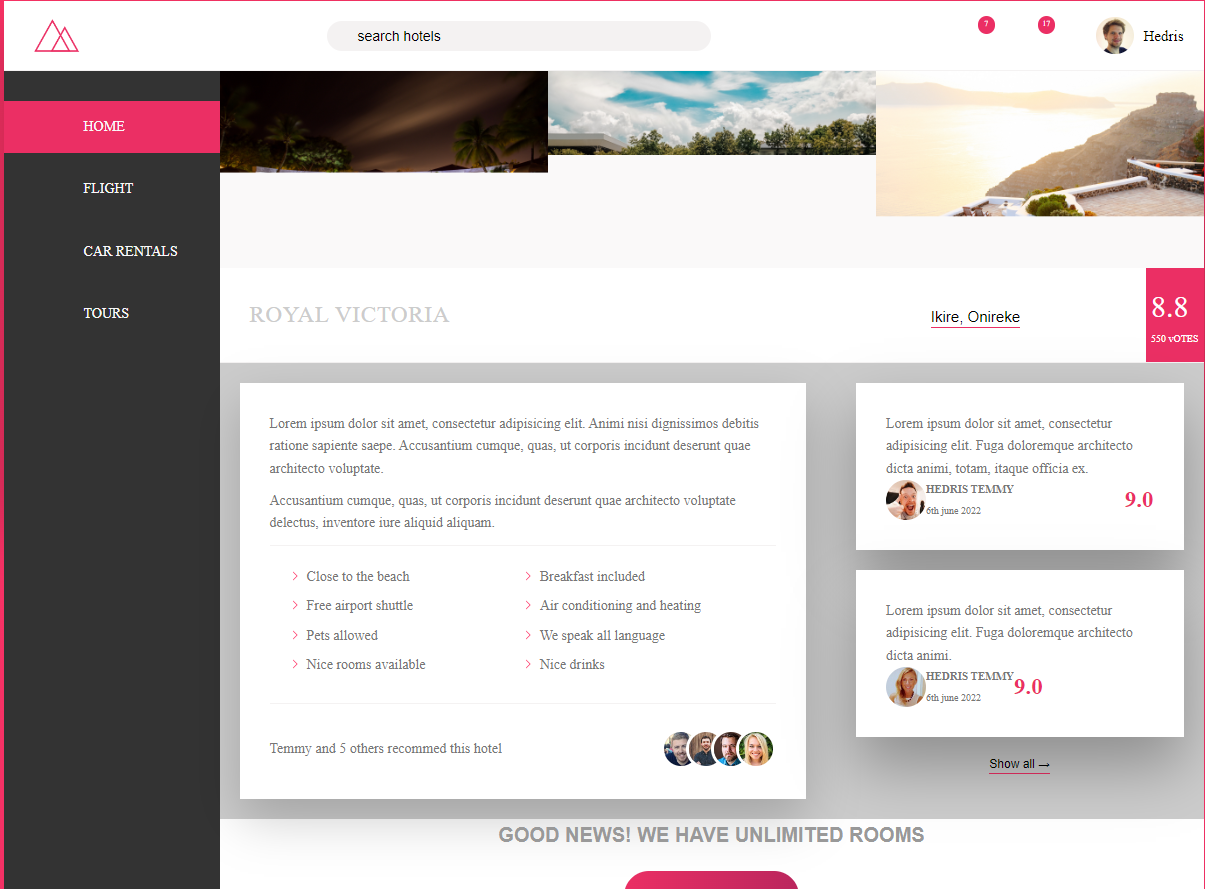 search hotels
7
17
Hedris
HOME
FLIGHT
CAR RENTALS
TOURS
ROYAL VICTORIA
Ikire, Onireke
8.8
550 vOTES
Lorem ipsum dolor sit amet, consectetur adipisicing elit. Animi nisi dignissimos debitis
ratione sapiente saepe. Accusantium cumque, quas, ut corporis incidunt deserunt quae
architecto voluptate.
Accusantium cumque, quas, ut corporis incidunt deserunt quae architecto voluptate
delectus, inventore iure aliquid aliquam.
Close to the beach
Breakfast included
Free airport shuttle
Air conditioning and heating
Pets allowed
We speak all language
Nice rooms available
Nice drinks
Temmy and 5 others recommed this hotel
Lorem ipsum dolor sit amet, consectetur
adipisicing elit. Fuga doloremque architecto
dicta animi, totam, itaque officia ex.
HEDRIS TEMMY
6th june 2022
9.0
Lorem ipsum dolor sit amet, consectetur
adipisicing elit. Fuga doloremque architecto
dicta animi.
HEDRIS TEMMY
6th june 2022
9.0
Show all →
GOOD NEWS! WE HAVE UNLIMITED ROOMS